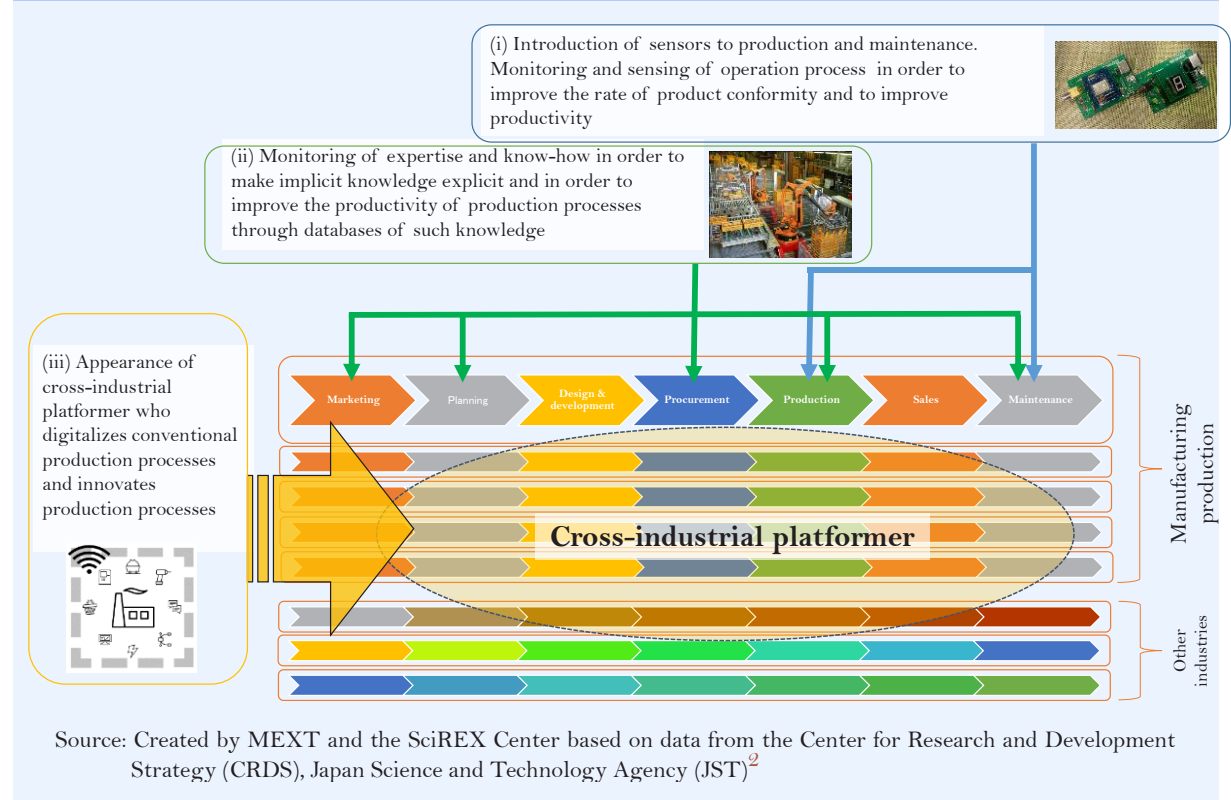 (i) Introduction of sensors to production and maintenance.
Monitoring and sensing of operation process in order to
improve the rate of product conformity and to improve
productivity
(ii) Monitoring of expertise and know-how in order to
make implicit knowledge explicit and in order to
improve the productivity of production processes
through databases of such knowledge
(iii) Appearance of
cross-industrial
platformer who
digitalizes conventional
production processes
and innovates
production processes
Marketing
Planning
Design &
development
Procurement
Production
Sales
Maintenance
Cross-industrial platformer
Manufacturing
production
Other
industries
Source: Created by MEXT and the SciREX Center based on data from the Center for Research and Development
Strategy (CRDS), Japan Science and Technology Agency (JST)2